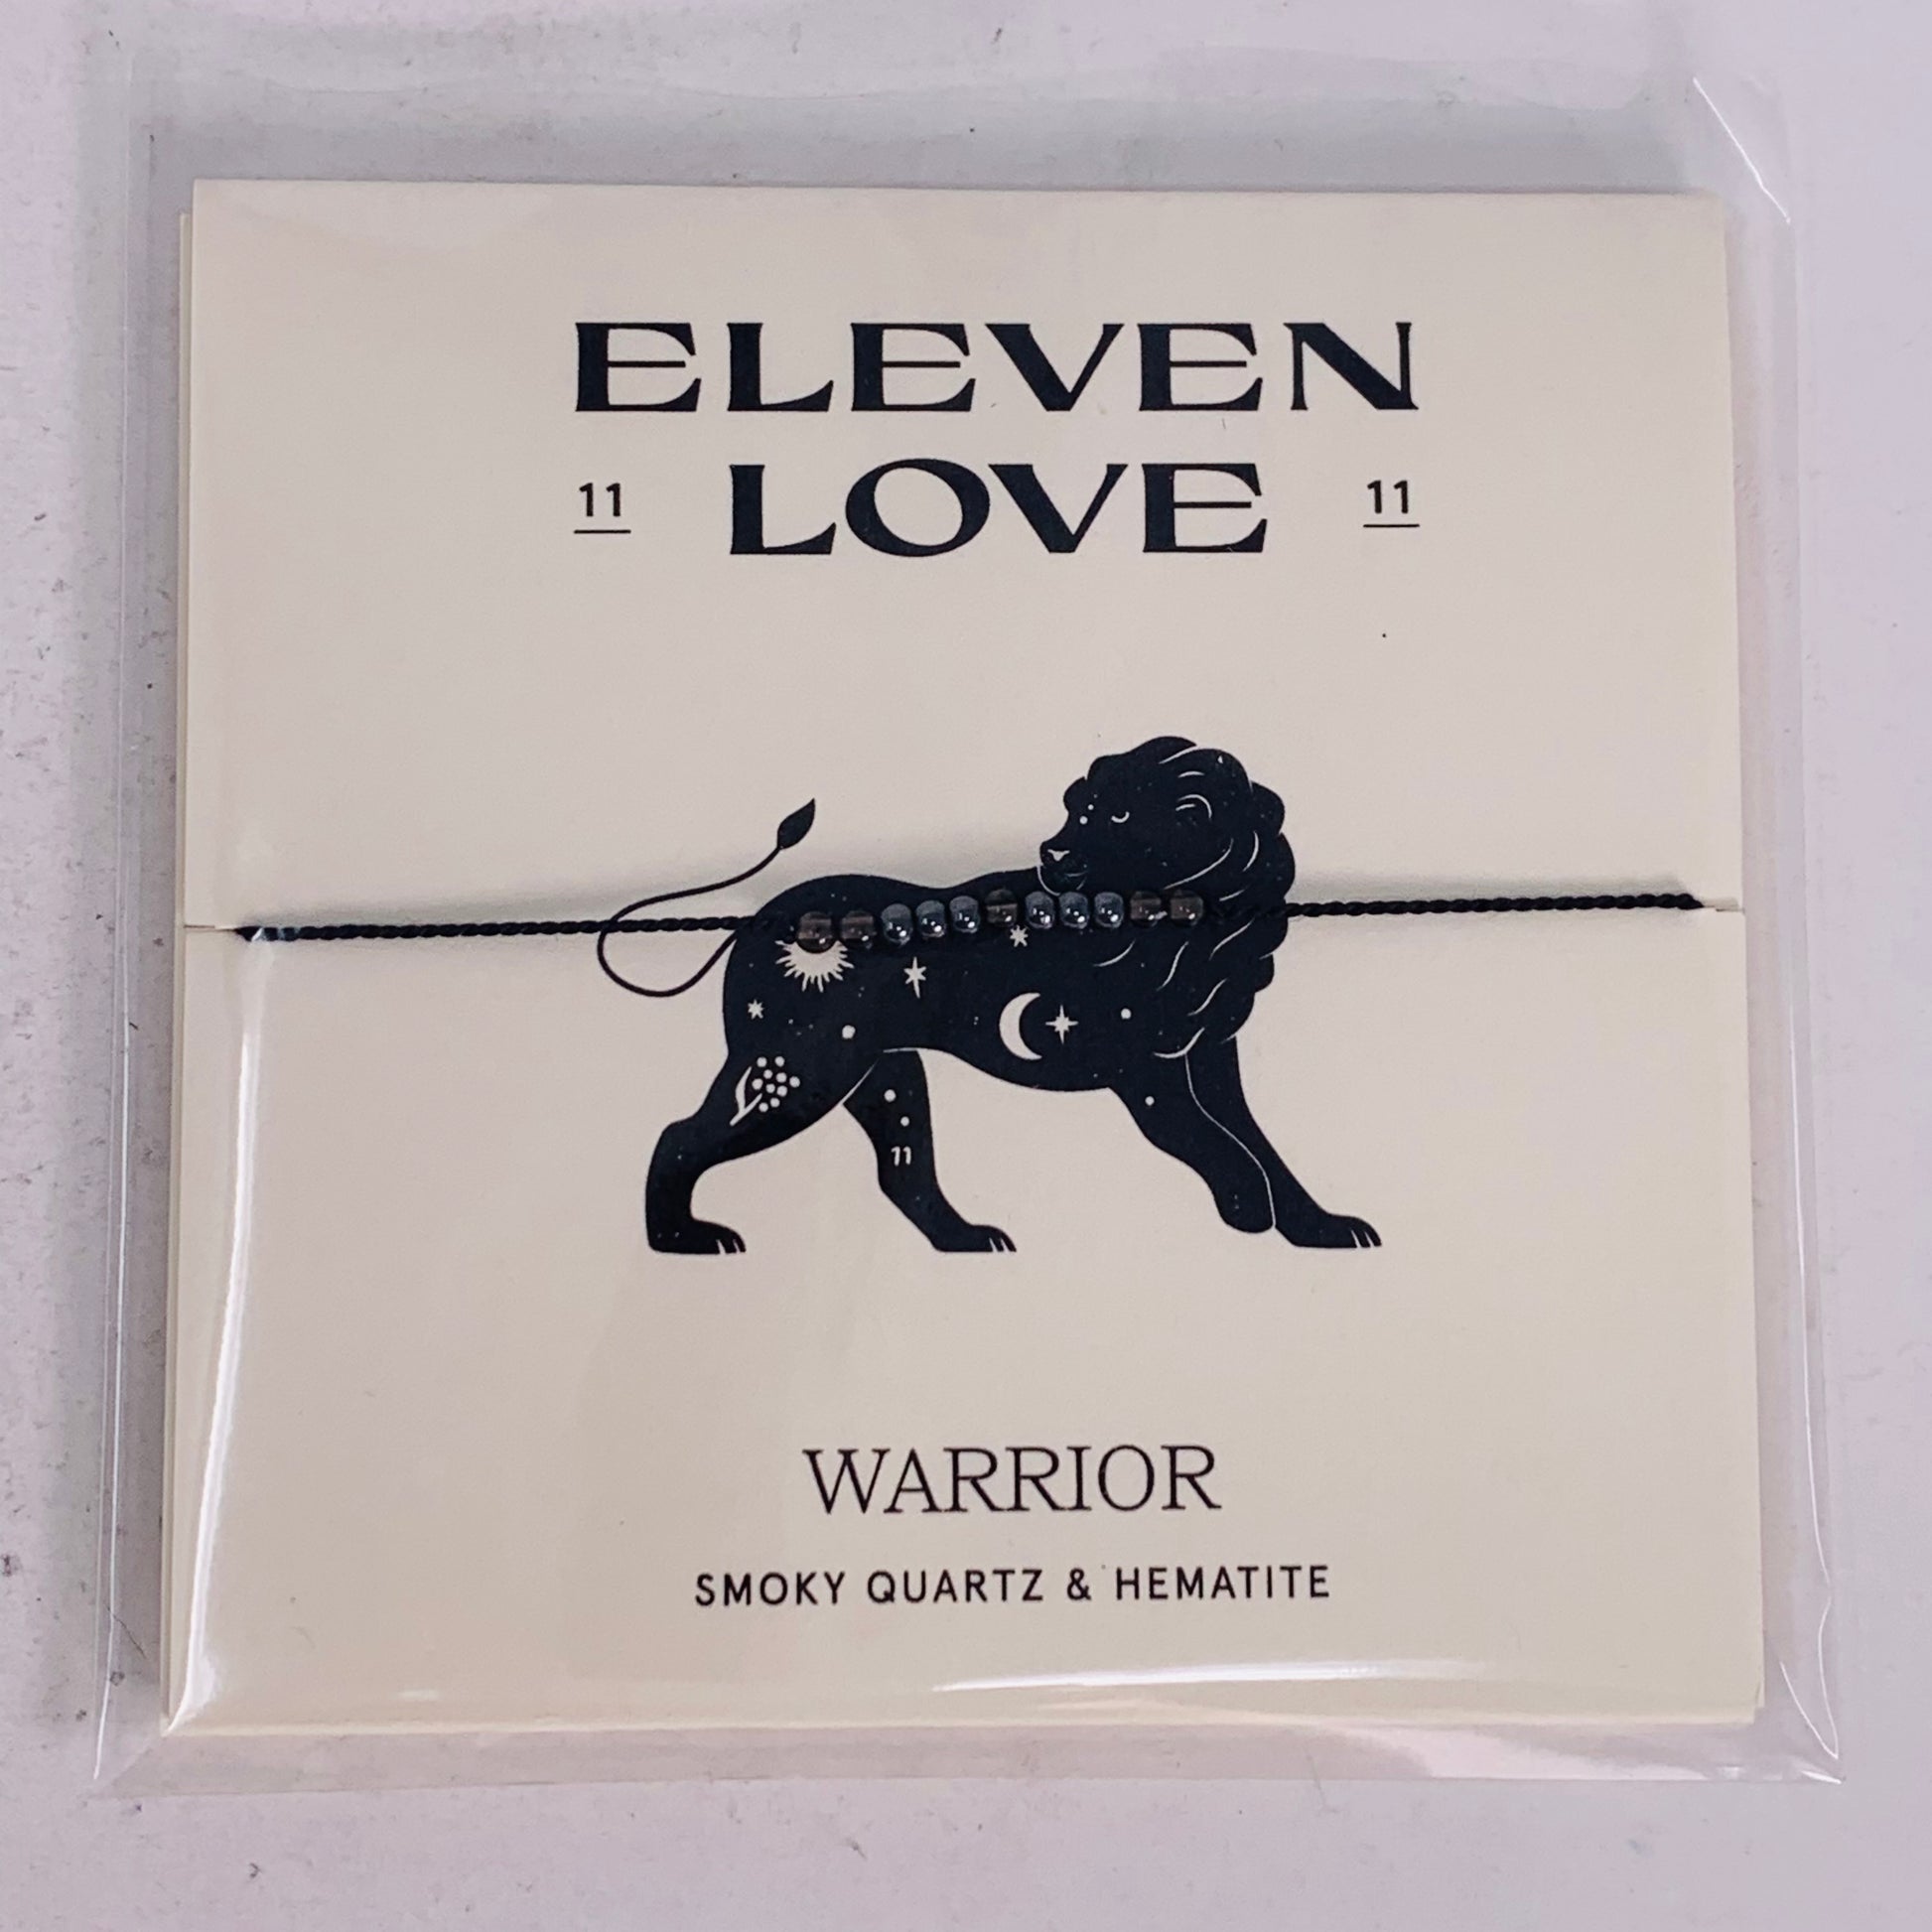 ELEVEN
11 LOVE 11
11
WARRIOR
SMOKY QUARTZ & HEMATITE